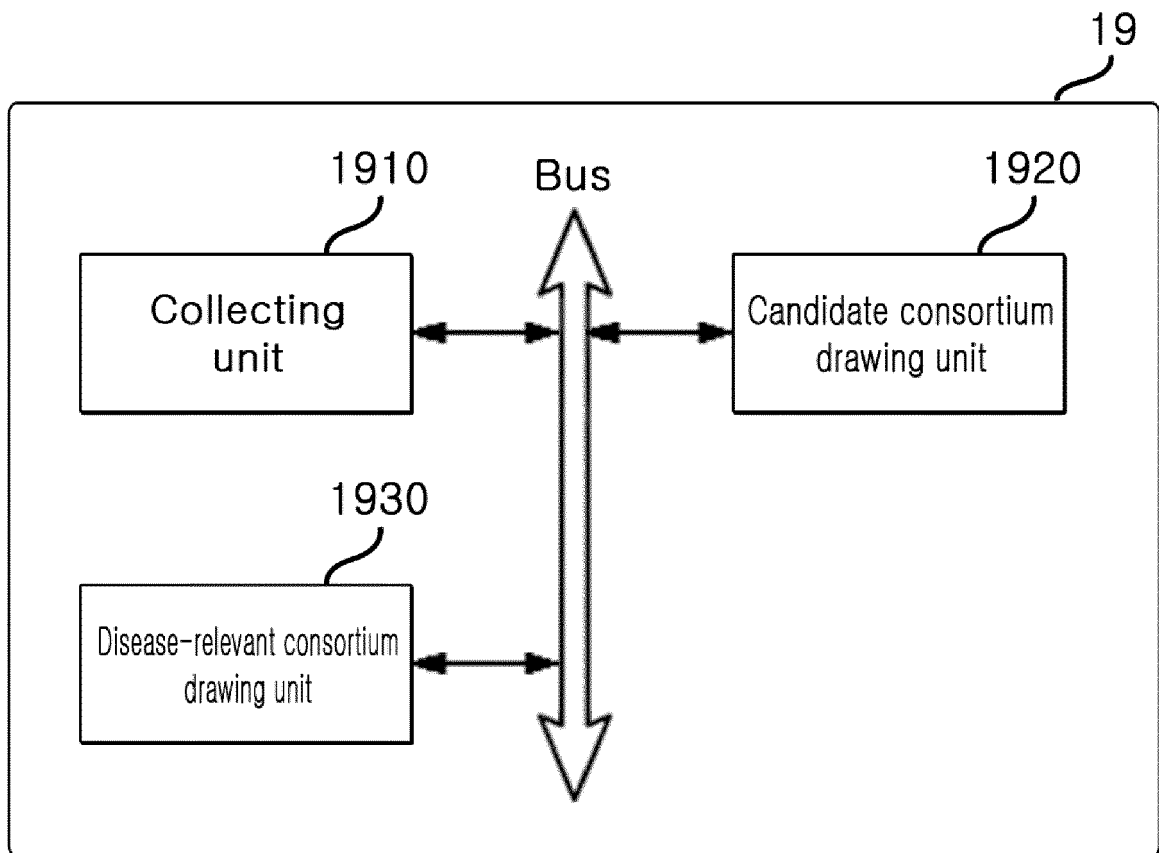 19
1910
Bus
1920
Collecting
unit
Candidate consortium
drawing unit
1930
Disease-relevant consortium
drawing unit